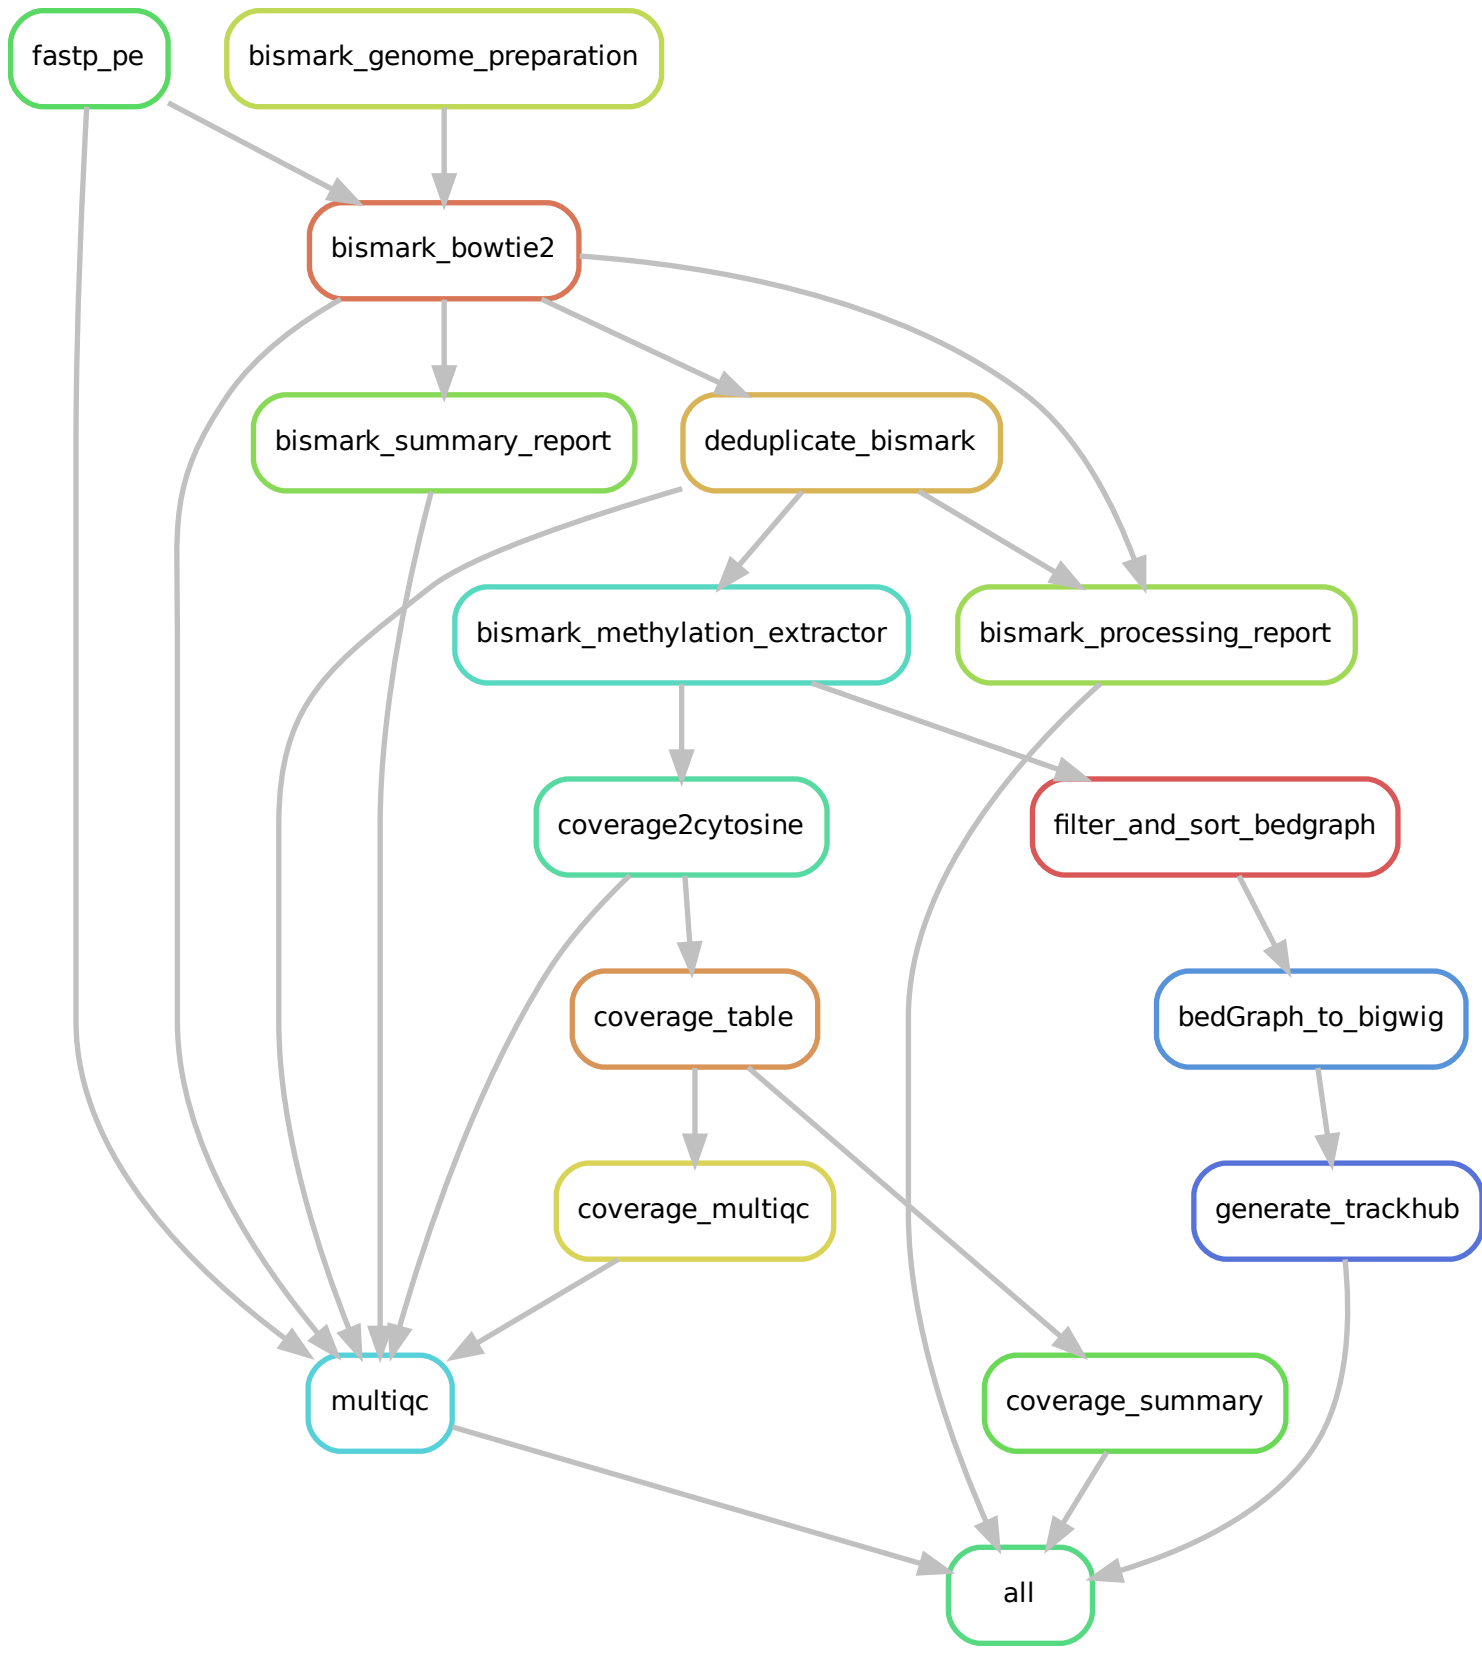 fastp_pe
bismark_genome_preparation
bismark_bowtie2
bismark_summary_report
deduplicate_bismark
bismark_methylation_extractor
bismark_processing_report
coverage2cytosine
filter_and_sort_bedgraph
coverage_table
bedGraph_to_bigwig
coverage_multiqc
generate_trackhub
multiqc
coverage_summary
all